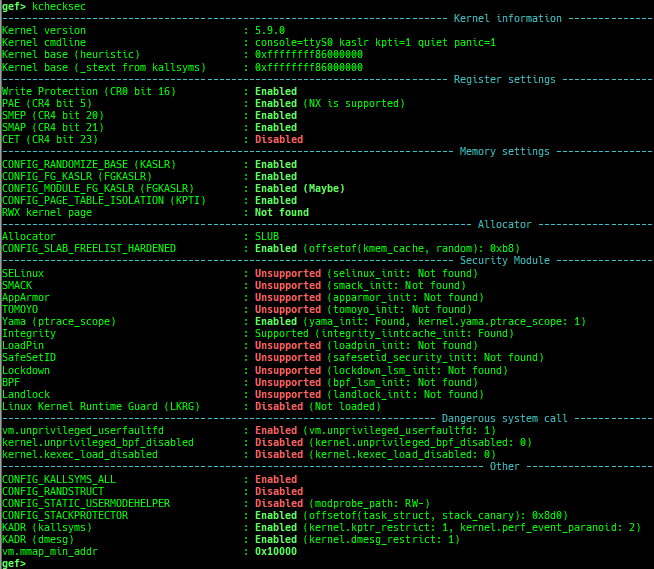 gef> kchecksec
Kernel information
Kernel version : 5.9.0
Kernel cmdline : console=ttyS0 kaslr kpti=1 quiet panic=1
Kernel base (heuristic) : 0xffffffff86000000
Kernel base (_stext from kallsyms) : 0xffffffff86000000
Register settings
Write Protection (CR0 bit 16) : Enabled
PAE (CR4 bit 5) : Enabled (NX is supported)
SMEP (CR4 bit 20) : Enabled
SMAP (CR4 bit 21) : Enabled
CET (CR4 bit 23) : Disabled
Memory settings
CONFIG_RANDOMIZE_BASE (KASLR) : Enabled
CONFIG_FG_KASLR (FGKASLR) : Enabled
CONFIG_MODULE_FG_KASLR (FGKASLR) : Enabled (Maybe)
CONFIG_PAGE_TABLE_ISOLATION (KPTI) : Enabled
RWX kernel page : Not found
Allocator
Allocator : SLUB
CONFIG_SLAB_FREELIST_HARDENED : Enabled (offsetof(kmem_cache, random): 0xb8)
Security Module
SELinux : Unsupported (selinux_init: Not found)
SMACK : Unsupported (smack_init: Not found)
AppArmor : Unsupported (apparmor_init: Not found)
TOMOYO : Unsupported (tomoyo_init: Not found)
Yama (ptrace_scope) : Enabled (yama_init: Found, kernel.yama.ptrace_scope: 1)
Integrity : Supported (integrity_iintcache_init: Found)
LoadPin : Unsupported (loadpin_init: Not found)
SafeSetID : Unsupported (safesetid_security_init: Not found)
Lockdown : Unsupported (lockdown_lsm_init: Not found)
BPF : Unsupported (bpf_lsm_init: Not found)
Landlock : Unsupported (landlock_init: Not found)
Linux Kernel Runtime Guard (LKRG) : Disabled (Not loaded)
Dangerous system call
vm.unprivileged_userfaultfd : Enabled (vm.unprivileged_userfaultfd: 1)
kernel.unprivileged_bpf_disabled : Disabled (kernel.unprivileged_bpf_disabled: 0)
kernel.kexec_load_disabled : Disabled (kernel.kexec_load_disabled: 0)
Other
CONFIG_KALLSYMS_ALL : Enabled
CONFIG_RANDSTRUCT : Disabled
CONFIG_STATIC_USERMODEHELPER : Disabled (modprobe_path: RW-)
CONFIG_STACKPROTECTOR : Enabled (offsetof(task_struct, stack_canary): 0x8d0)
KADR (kallsyms) : Enabled (kernel.kptr_restrict: 1, kernel.perf_event_paranoid: 2)
KADR (dmesg) : Enabled (kernel.dmesg_restrict: 1)
vm.mmap_min_addr : 0x10000
gef>